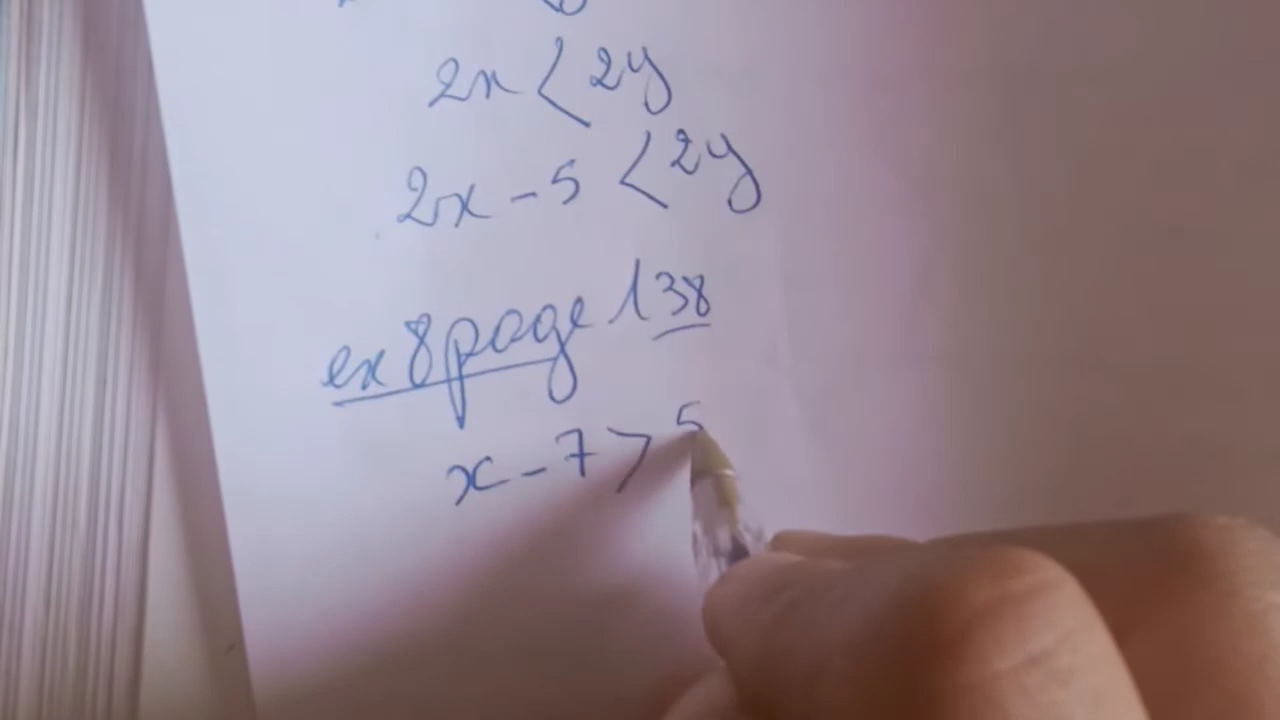 2x < 2y
2x - 5 < 2y
ex 8 page 138
x - 7 > 5